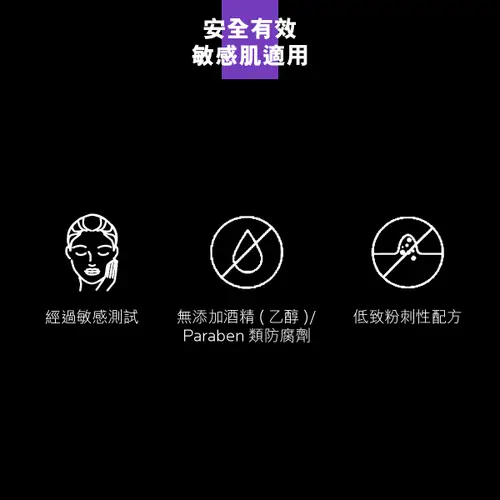 安全有效
敏感肌適用
經過敏感測試
無添加酒精 ( 乙醇 )/
Paraben 類防腐劑
低致粉刺性配方